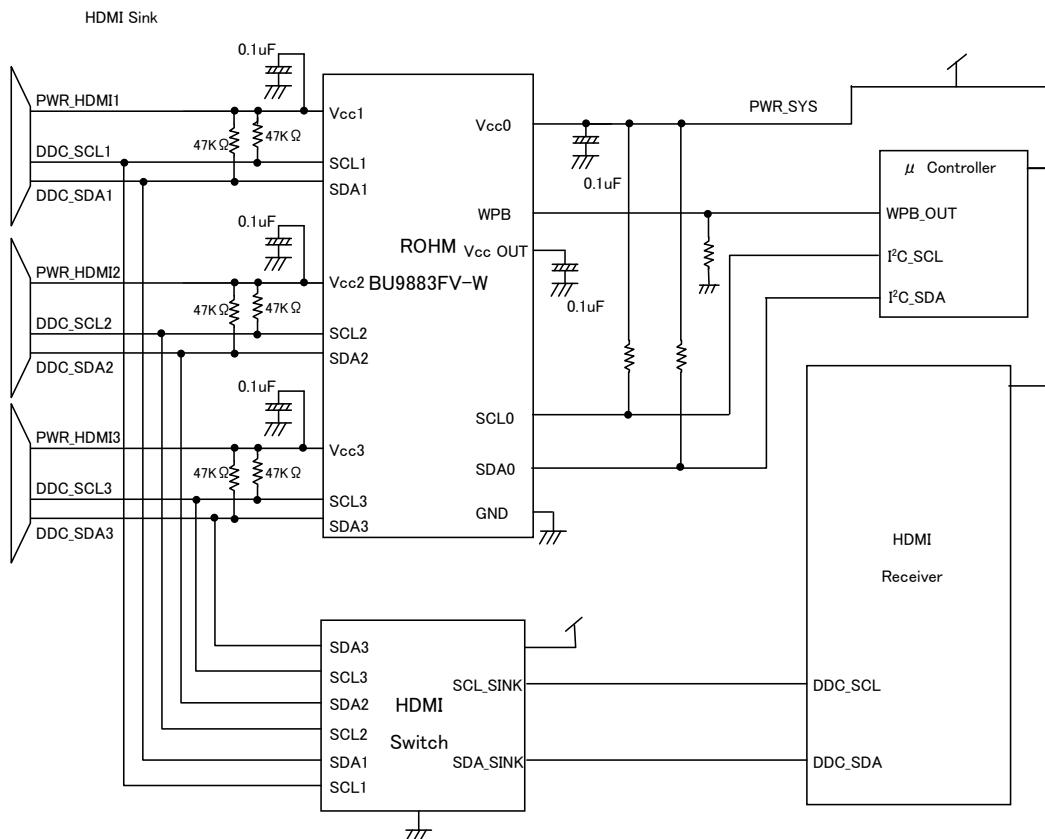 HDMI Sink
0.1uF
PWR_HDMI1
47KΩ
47KΩ
DDC_SCL1
DDC_SDA1
0.1uF
PWR_HDMI2
47KΩ
47KΩ
DDC_SCL2
DDC_SDA2
0.1uF
PWR_HDMI3
47KΩ
47KΩ
DDC_SCL3
DDC_SDA3
Vcc1
SCL1
SDA1
Vcc2
SCL2
SDA2
Vcc3
SCL3
SDA3
ROHM
BU9883FV-W
Vcc0
WPB
Vcc OUT
SCL0
SDA0
GND
0.1uF
0.1uF
PWR_SYS
μ Controller
WPB_OUT
I²C_SCL
I²C_SDA
HDMI
Receiver
DDC_SCL
DDC_SDA
SDA3
SCL3
SDA2
SCL2
SDA1
SCL1
HDMI
Switch
SCL_SINK
SDA_SINK